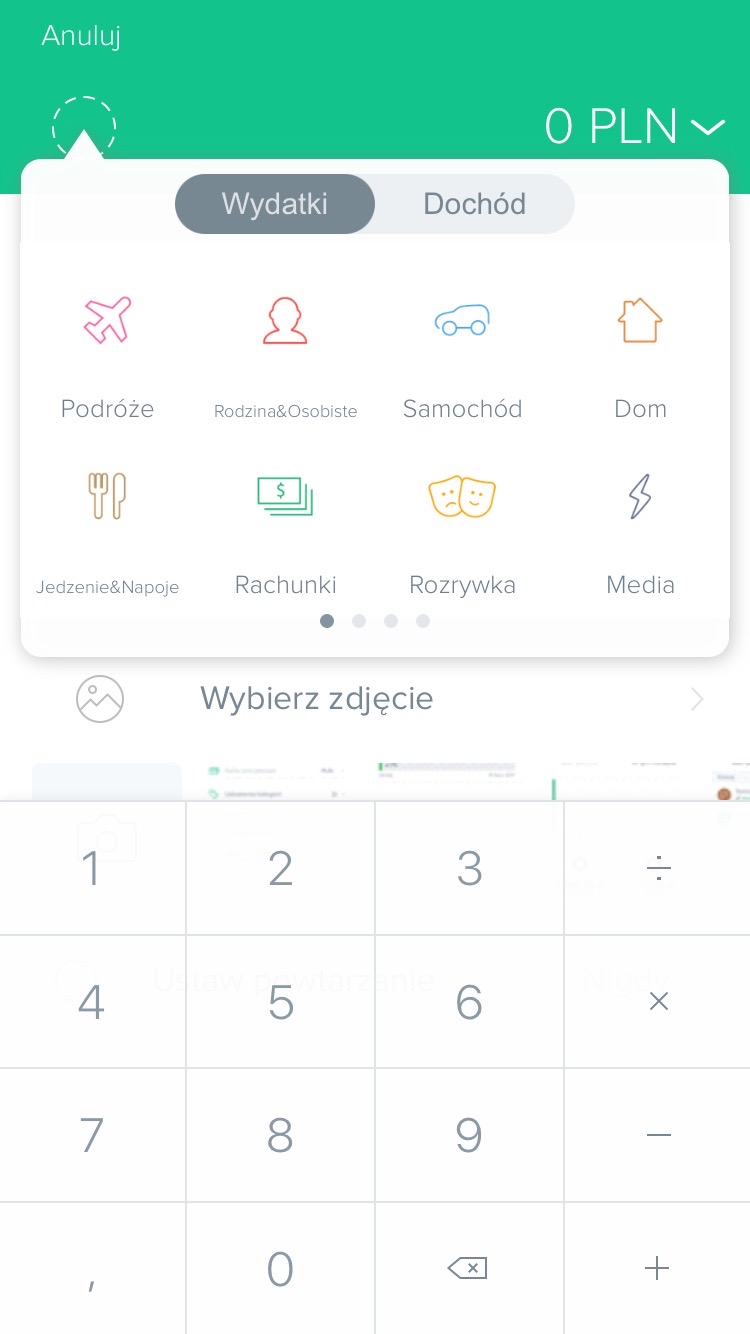 Anuluj
0 PLN
Wydatki Dochód
Podróże Rodzina&Osobiste Samochód Dom
Jedzenie&Napoje Rachunki Rozrywka Media
Wybierz zdjęcie
1 2 3 ÷
Ustaw powtarzanie Nigdy
4 5 6 ×
7 8 9 −
, 0 +